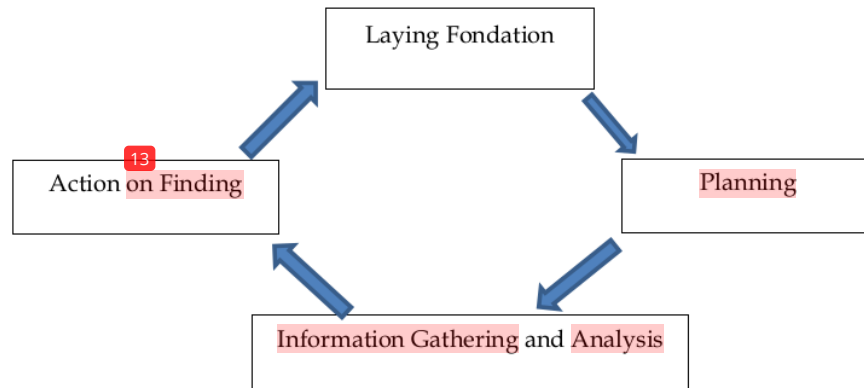 Laying Fondation
Planning
Information Gathering and Analysis
13
Action on Finding